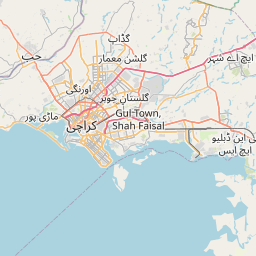 گڈاپ
حب
گلشن معمار
ایچ اے شہر
اورنگی
گلستان جوہر
ماڑی پور
کراچی
Gul Town,
Shah Faisal
پی این ڈبلیو
ایچ ایس